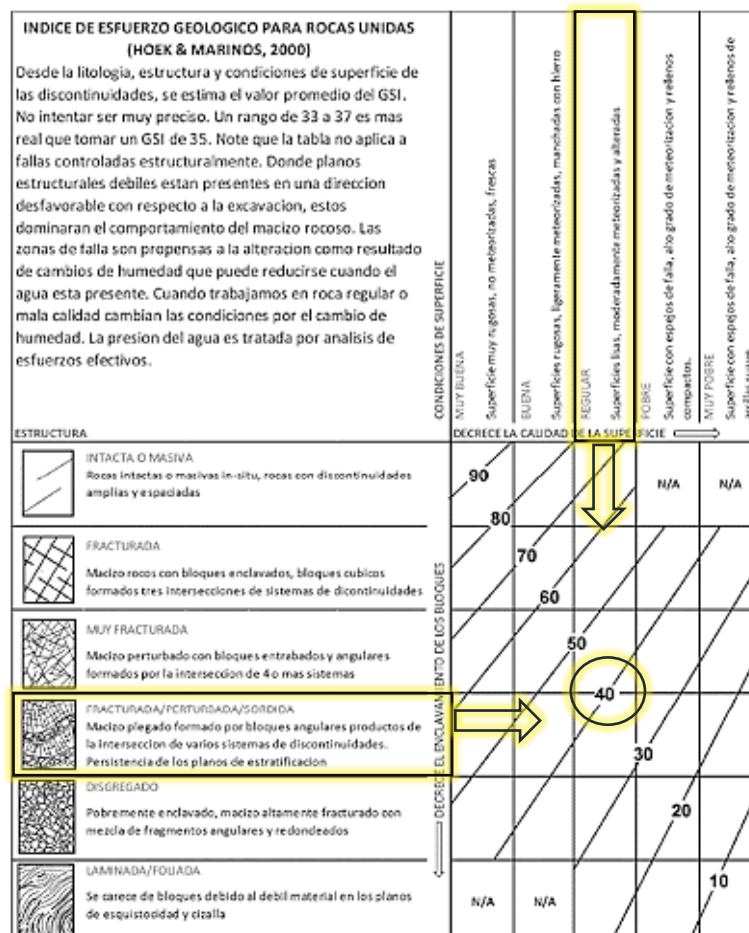 INDICE DE ESFUERZO GEOLOGICO PARA ROCAS UNIDAS
(HOEK & MARINOS, 2000)
Desde la litologia, estructura y condiciones de superficie de
las discontinuidades, se estima el valor promedio del GSI.
No intentar ser muy preciso. Un rango de 33 a 37 es mas
real que tomar un GSI de 35. Note que la tabla no aplica a
fallas controladas estructuralmente. Donde planos
estructurales debiles estan presentes en una direccion
desfavorable con respecto a la excavacion, estos
dominaran el comportamiento del macizo rocoso. Las
zonas de falla son propensas a la alteracion como resultado
de cambios de humedad que puede reducirse cuando el
agua esta presente. Cuando trabajamos en roca regular o
mala calidad cambian las condiciones por el cambio de
humedad. La presion del agua es tratada por analisis de
esfuerzos efectivos.
CONDICIONES DE SUPERFICIE
MUY BUENA
Superficie muy rugosas, no meteorizadas, frescas
BUENA
Superficies rugosas, ligeramente meteorizadas, manchadas con hierro
REGULAR
Superficies lisas, moderadamente meteorizadas y alteradas
POBRE
Superficie con espejos de falla, alto grado de meteorizacion y rellenos
compactos.
MUY POBRE
Superficie con espejos de falla, alto grado de meteorizacion y rellenos de
ESTRUCTURA
DECRECE LA CALIDAD DE LA SUPERFICIE
DECRECE EL ENCLAVAMIENTO DE LOS BLOQUES
INTACTA O MASIVA
Rocas intactas o masivas in-situ, rocas con discontinuidades
amplias y espaciadas
90
N/A
N/A
80
FRACTURADA
Macizo rocos con bloques enclavados, bloques cubicos
formados tres intersecciones de sistemas de dicontinuidades
70
60
MUY FRACTURADA
Macizo perturbado con bloques entrabados y angulares
formados por la interseccion de 4 o mas sistemas
50
40
FRACTURADA/PERTURBADA/SORDIDA
Macizo plegado formado por bloques angulares productos de
la interseccion de varios sistemas de discontinuidades.
Persistencia de los planos de estratificacion
30
DISGREGADO
Pobremente enclavado, macizo altamente fracturado con
mezcla de fragmentos angulares y redondeados
20
LAMINADA/FOLIADA
Se carece de bloques debido al debil material en los planos
de esquistocidad y cizalla
N/A
N/A
10